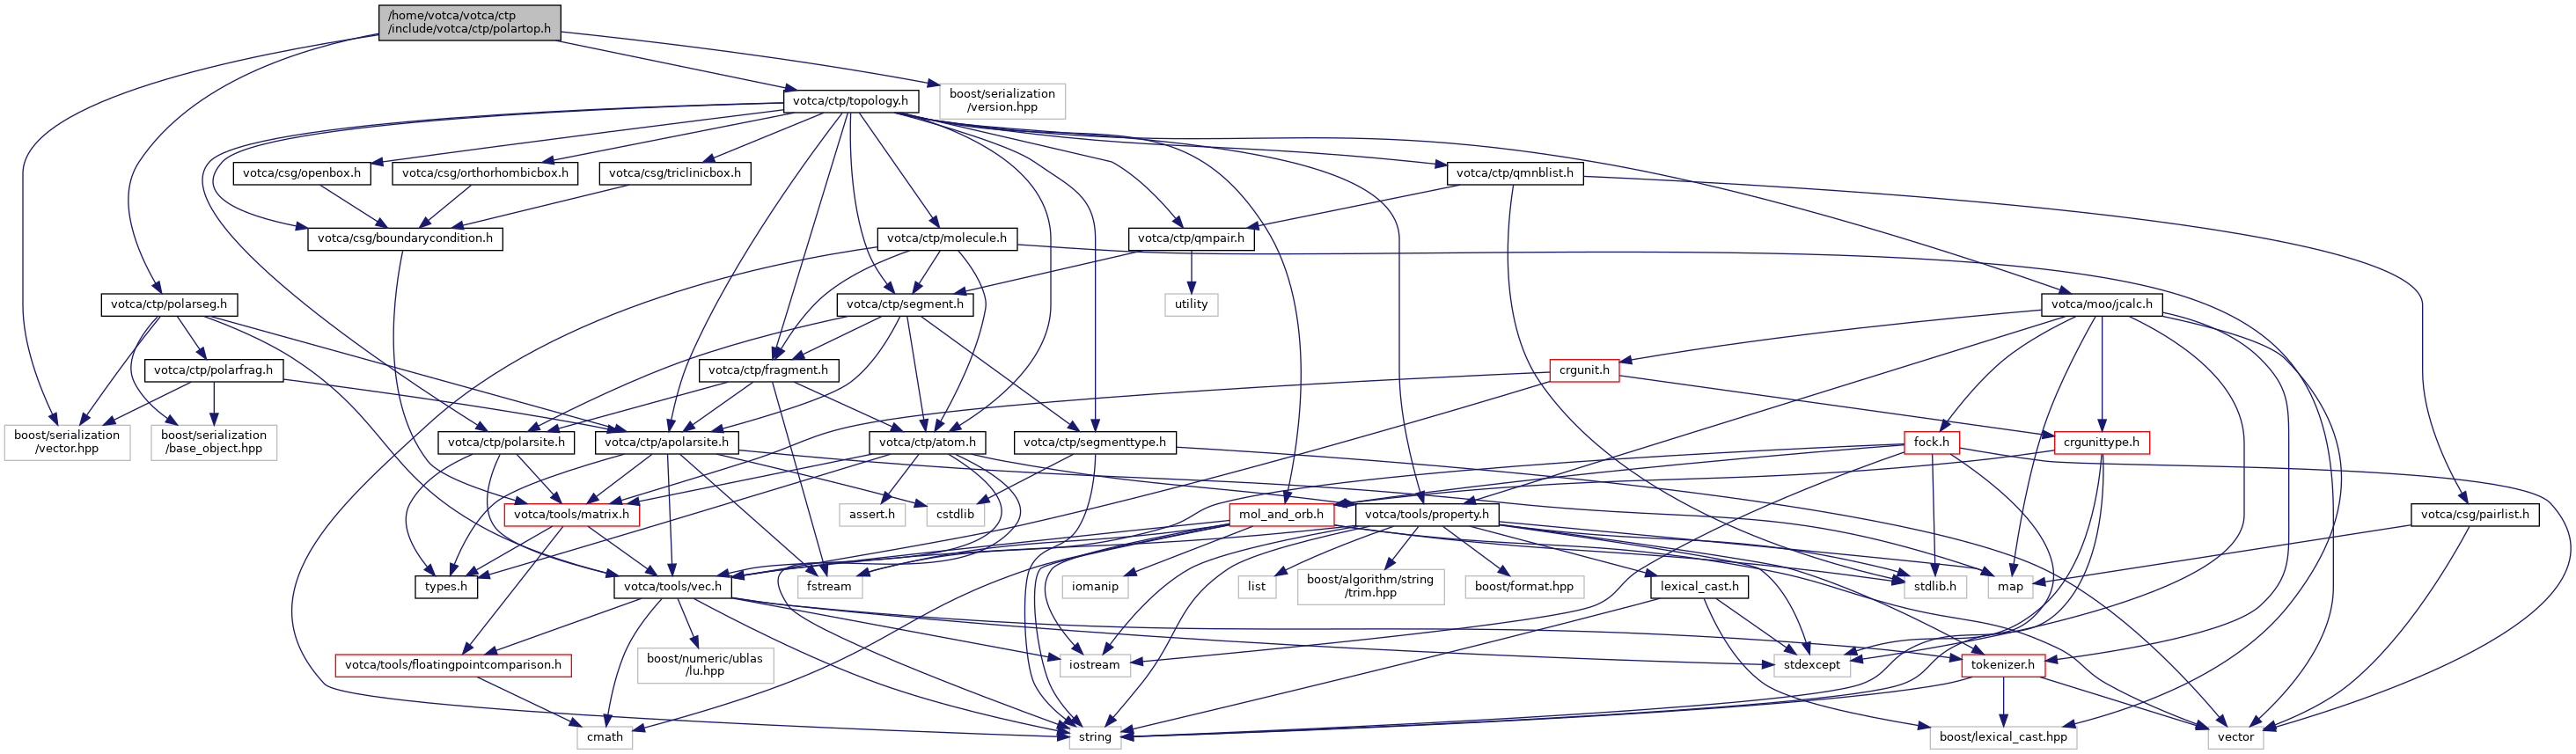 /home/votca/votca/ctp
/include/votca/ctp/polartop.h
boost/serialization
/version.hpp
votca/ctp/topology.h
votca/csg/openbox.h
votca/csg/orthorhombicbox.h
votca/csg/triclinicbox.h
votca/ctp/qmnblist.h
votca/csg/boundarycondition.h
votca/ctp/molecule.h
votca/ctp/qmpair.h
votca/ctp/polarseg.h
votca/ctp/segment.h
utility
votca/moo/jcalc.h
votca/ctp/polarfrag.h
votca/ctp/fragment.h
crgunit.h
boost/serialization
/vector.hpp
boost/serialization
/base_object.hpp
votca/ctp/polarsite.h
votca/ctp/apolarsite.h
votca/ctp/atom.h
votca/ctp/segmenttype.h
fock.h
crgunittype.h
votca/tools/matrix.h
assert.h
cstdlib
mol_and_orb.h
votca/tools/property.h
votca/csg/pairlist.h
types.h
votca/tools/vec.h
fstream
iomanip
list
boost/algorithm/string
/trim.hpp
boost/format.hpp
lexical_cast.h
stdlib.h
map
votca/tools/floatingpointcomparison.h
boost/numeric/ublas
/lu.hpp
iostream
stdexcept
tokenizer.h
cmath
string
boost/lexical_cast.hpp
vector